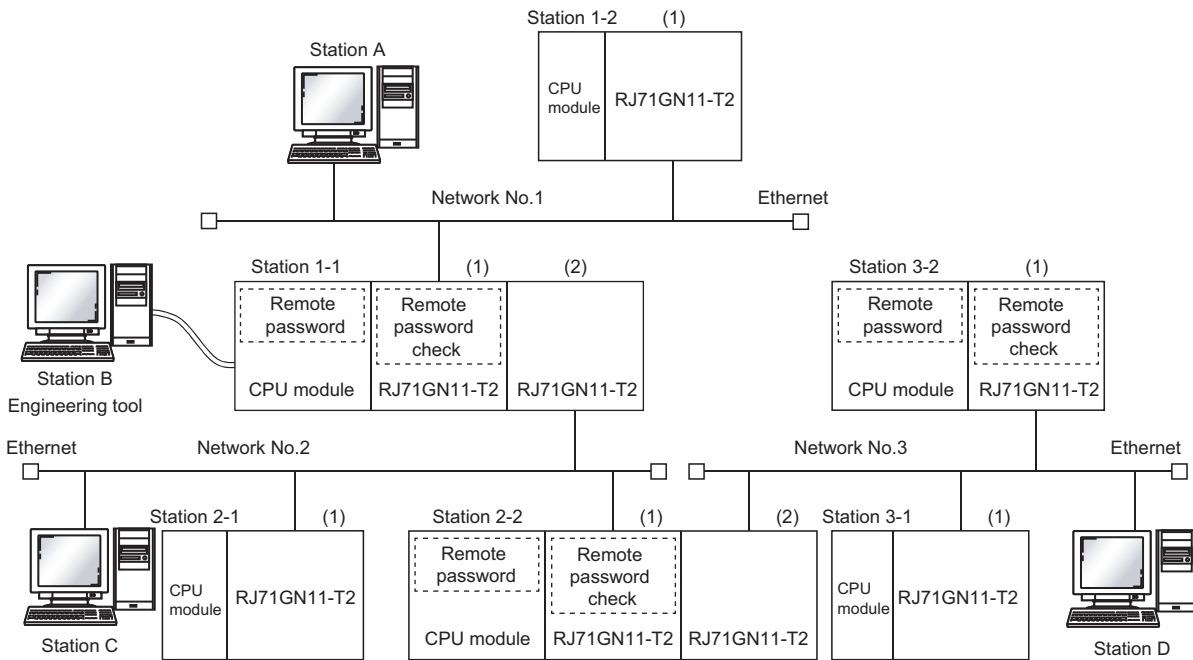 Station 1-2 (1)
Station A
CPU
module
RJ71GN11-T2
Network No.1
Ethernet
Station 1-1 (1) (2)
Remote
password
Remote
password
check
CPU module
RJ71GN11-T2
RJ71GN11-T2
Station B
Engineering tool
Station 3-2 (1)
Remote
password
Remote
password
check
CPU module
RJ71GN11-T2
Ethernet
Network No.2
Network No.3
Ethernet
Station 2-1 (1)
CPU
module
RJ71GN11-T2
Station C
Station 2-2 (1) (2)
Remote
password
Remote
password
check
CPU module
RJ71GN11-T2
RJ71GN11-T2
Station 3-1 (1)
CPU
module
RJ71GN11-T2
Station D